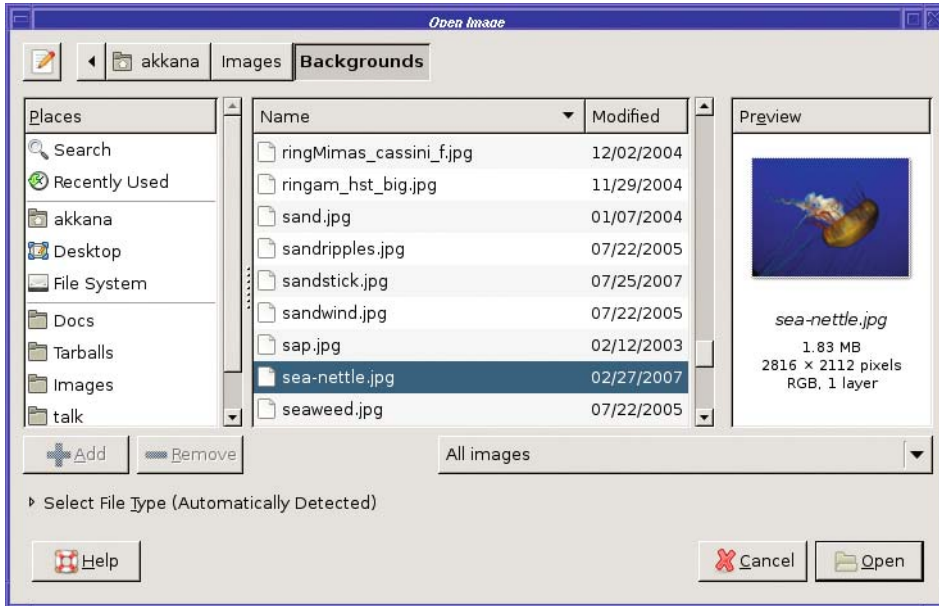 Open Image
akkana Images Backgrounds
Places
Search
Recently Used
akkana
Desktop
File System
Docs
Tarballs
Images
talk
Name Modified
ringMimas_cassini_f.jpg 12/02/2004
ringam_hst_big.jpg 11/29/2004
sand.jpg 01/07/2004
sandripples.jpg 07/22/2005
sandstick.jpg 07/25/2007
sandwind.jpg 07/22/2005
sap.jpg 02/12/2003
sea-nettle.jpg 02/27/2007
seaweed.jpg 07/22/2005
Preview
sea-nettle.jpg
1.83 MB
2816 × 2112 pixels
RGB, 1 layer
Add Remove All images
Select File Type (Automatically Detected)
Help Cancel Open